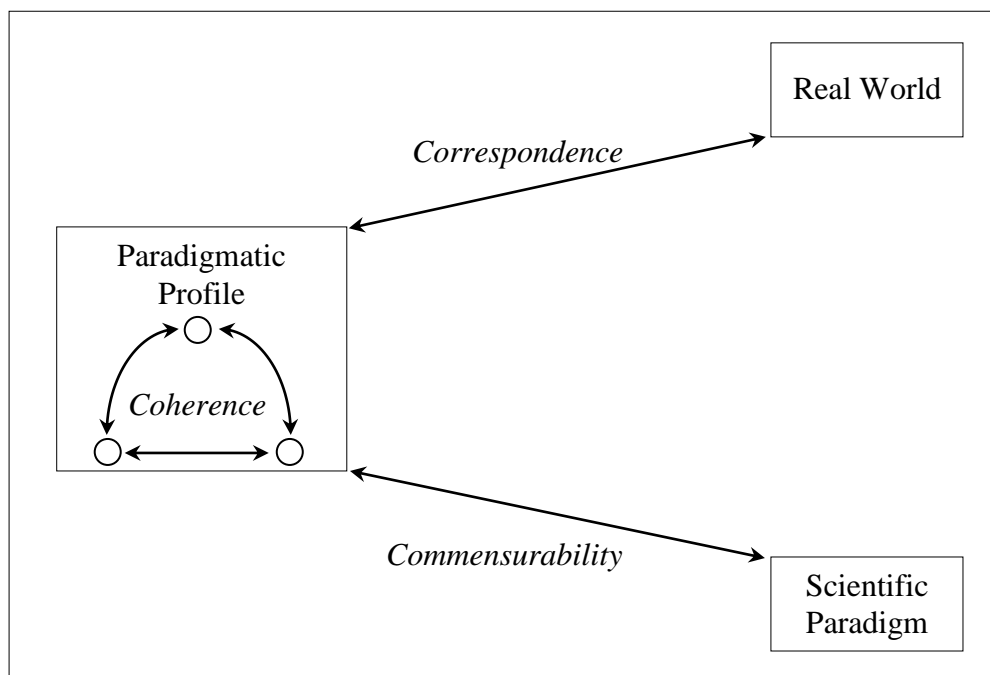 Real World
Correspondence
Paradigmatic
Profile
Coherence
Commensurability
Scientific
Paradigm